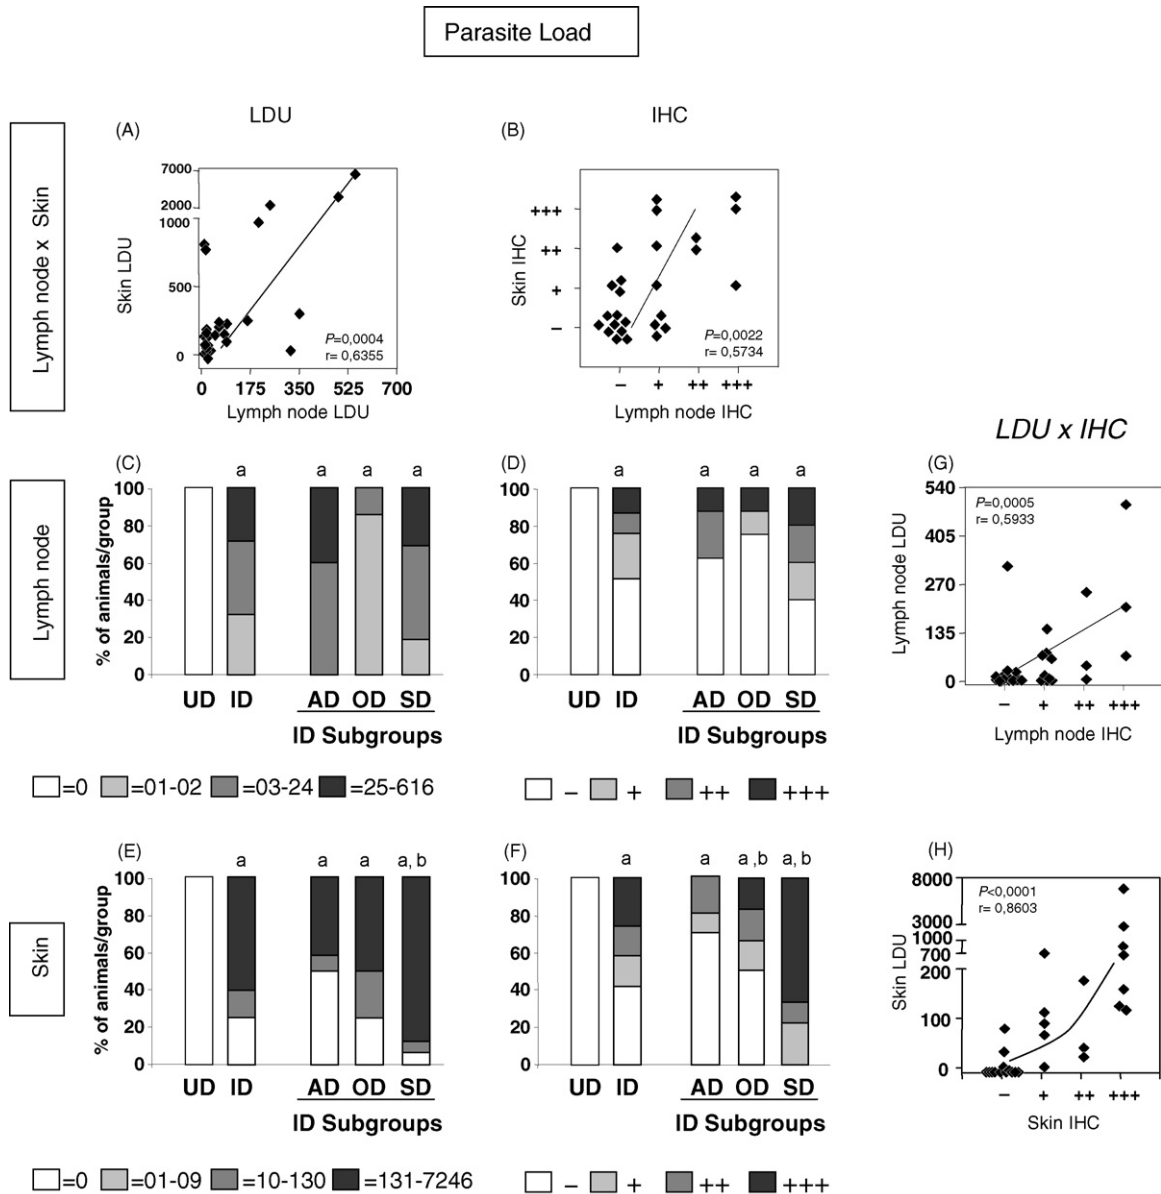 Parasite Load
LDU
IHC
Lymph node x Skin
(A)
7000
2000
1000
500
0
Skin LDU
P=0,0004
r= 0,6355
0 175 350 525 700
Lymph node LDU
(B)
+++
++
+
–
Skin IHC
P=0,0022
r= 0,5734
– + ++ +++
Lymph node IHC
LDU x IHC
Lymph node
(C)
a a a a
100
80
60
40
20
0
% of animals/group
UD ID AD OD SD
ID Subgroups
=0 =01-02 =03-24 =25-616
(D)
a a a a
100
80
60
40
20
0
UD ID AD OD SD
ID Subgroups
– + ++ +++
(G)
540
405
270
135
0
Lymph node LDU
P=0,0005
r= 0,5933
– + ++ +++
Lymph node IHC
Skin
(E)
a a a a, b
100
80
60
40
20
0
% of animals/group
UD ID AD OD SD
ID Subgroups
=0 =01-09 =10-130 =131-7246
(F)
a a a,b a, b
100
80
60
40
20
0
UD ID AD OD SD
ID Subgroups
– + ++ +++
(H)
8000
3000
1000
700
200
100
0
Skin LDU
P<0,0001
r= 0,8603
– + ++ +++
Skin IHC